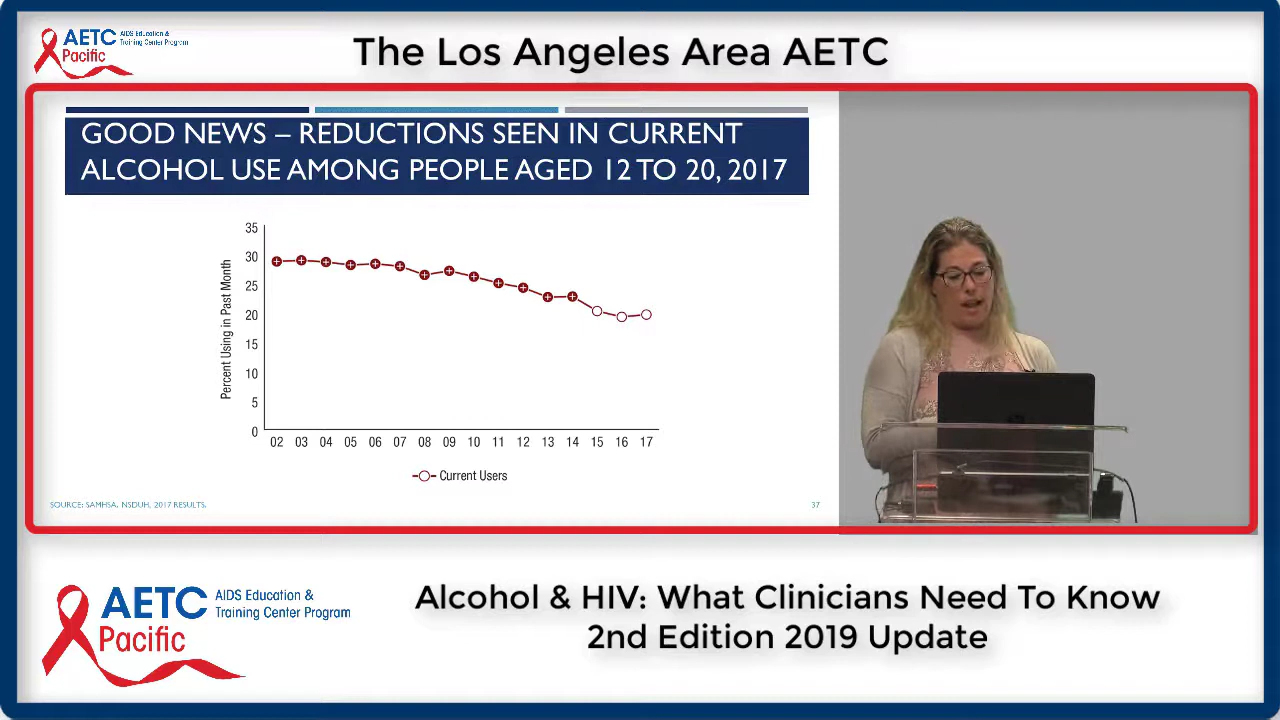 AETC
Pacific
AIDS Education &
Training Center Program
The Los Angeles Area AETC
GOOD NEWS – REDUCTIONS SEEN IN CURRENT
ALCOHOL USE AMONG PEOPLE AGED 12 TO 20, 2017
Percent Using in Past Month
35
30
25
20
15
10
5
0
02 03 04 05 06 07 08 09 10 11 12 13 14 15 16 17
Current Users
SOURCE: SAMHSA, NSDUH, 2017 RESULTS.
37
AETC
Pacific
AIDS Education &
Training Center Program
Alcohol & HIV: What Clinicians Need To Know
2nd Edition 2019 Update